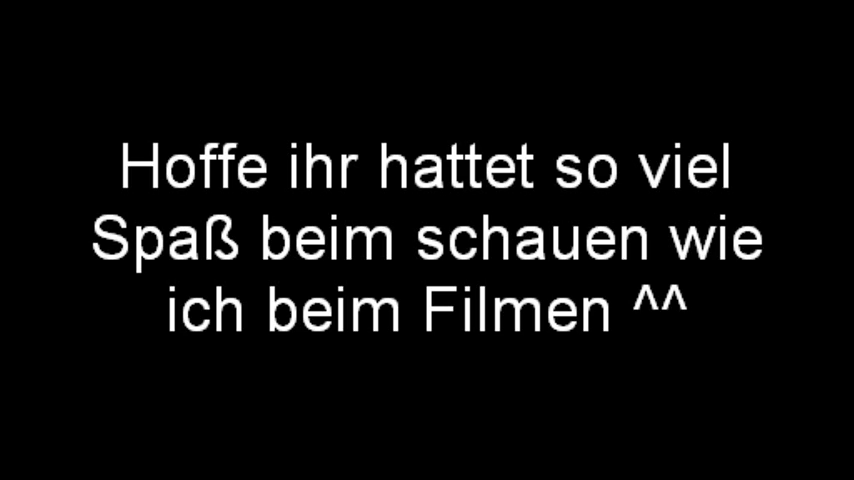 Hoffe ihr hattet so viel
Spaß beim schauen wie
ich beim Filmen ^^